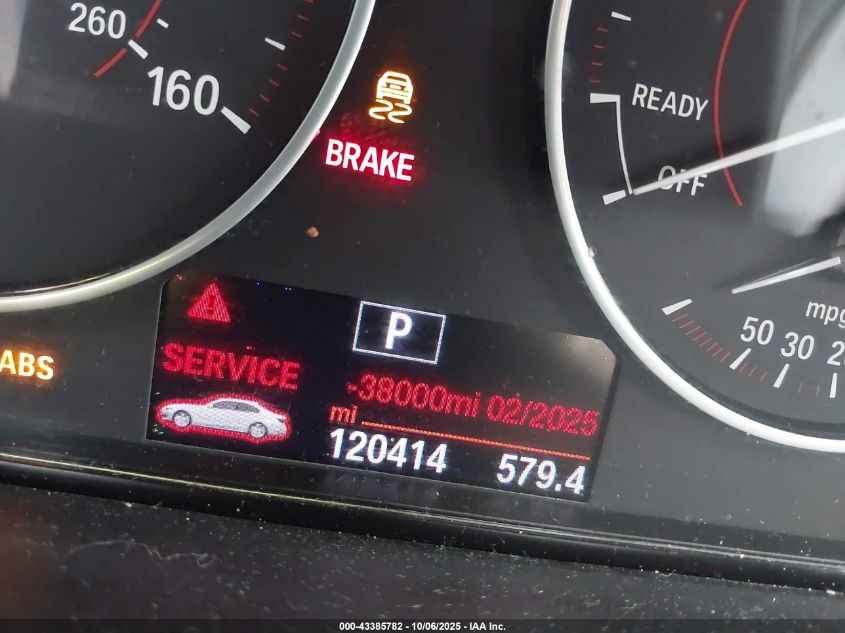 260
160
READY
OFF
BRAKE
mpg
50 30
ABS
P
SERVICE
-38000mi 02/2025
mi
120414 579.4
000-43385782 - 10/06/2025 - IAA Inc.